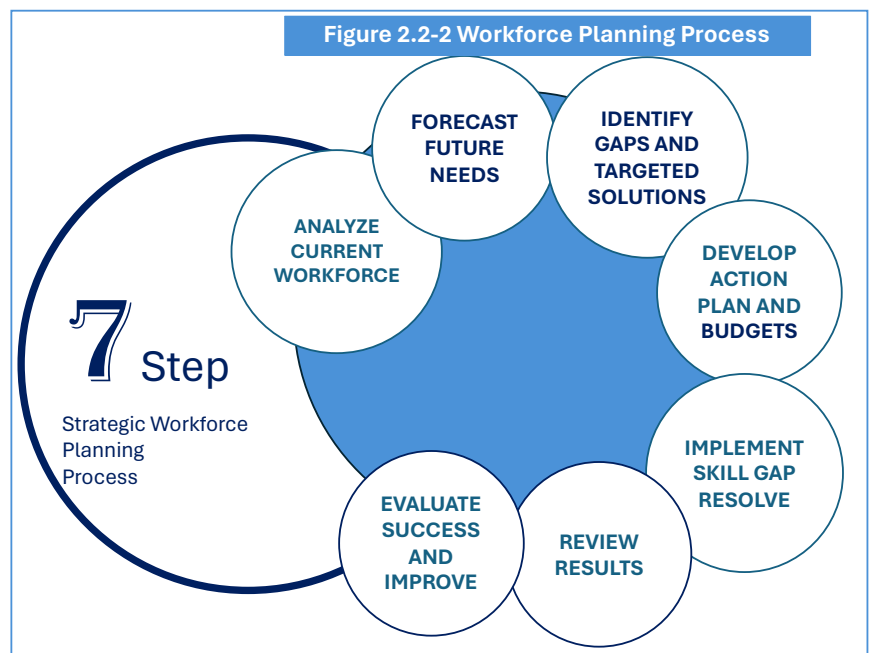 Figure 2.2-2 Workforce Planning Process
7 Step
Strategic Workforce
Planning
Process
ANALYZE
CURRENT
WORKFORCE
FORECAST
FUTURE
NEEDS
IDENTIFY
GAPS AND
TARGETED
SOLUTIONS
DEVELOP
ACTION
PLAN AND
BUDGETS
IMPLEMENT
SKILL GAP
RESOLVE
REVIEW
RESULTS
EVALUATE
SUCCESS
AND
IMPROVE